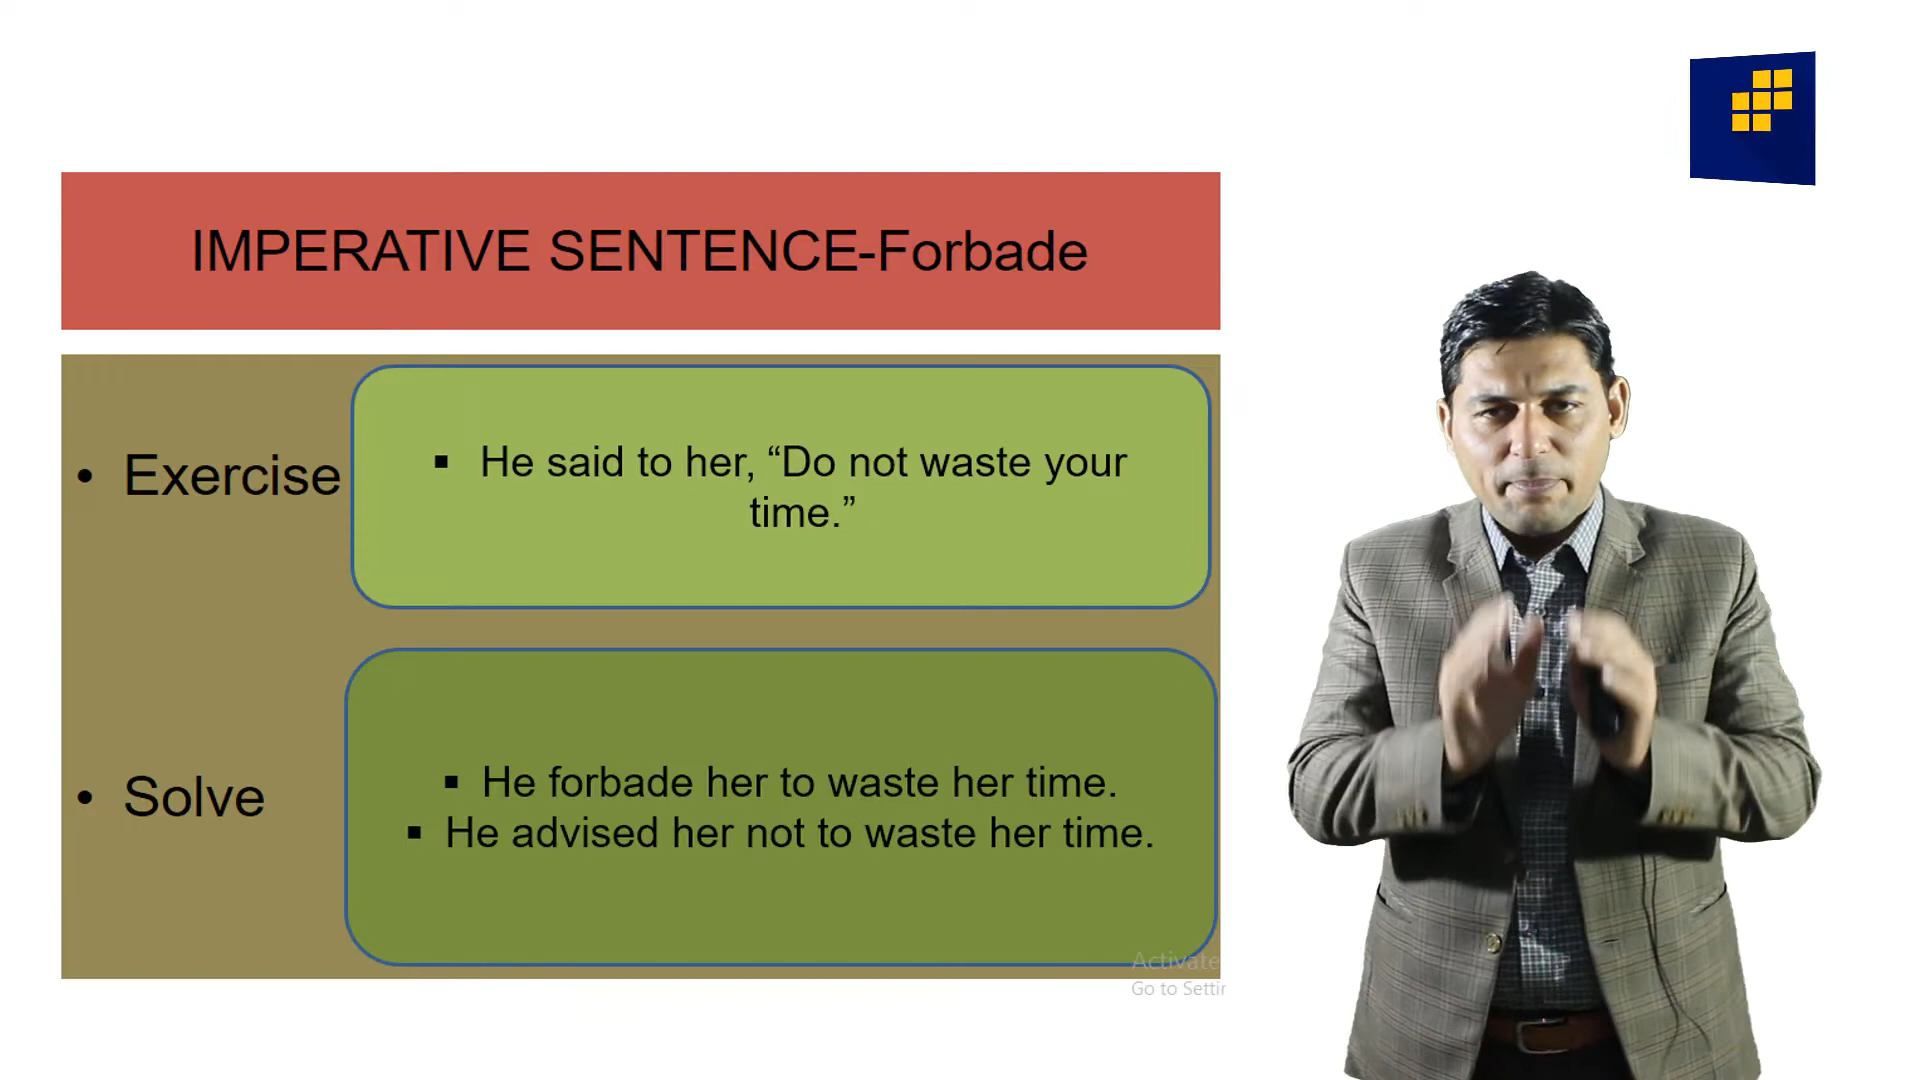 IMPERATIVE SENTENCE-Forbade
• Exercise
▪ He said to her, “Do not waste your
time.”
• Solve
▪ He forbade her to waste her time.
▪ He advised her not to waste her time.
Activate
Go to Settin